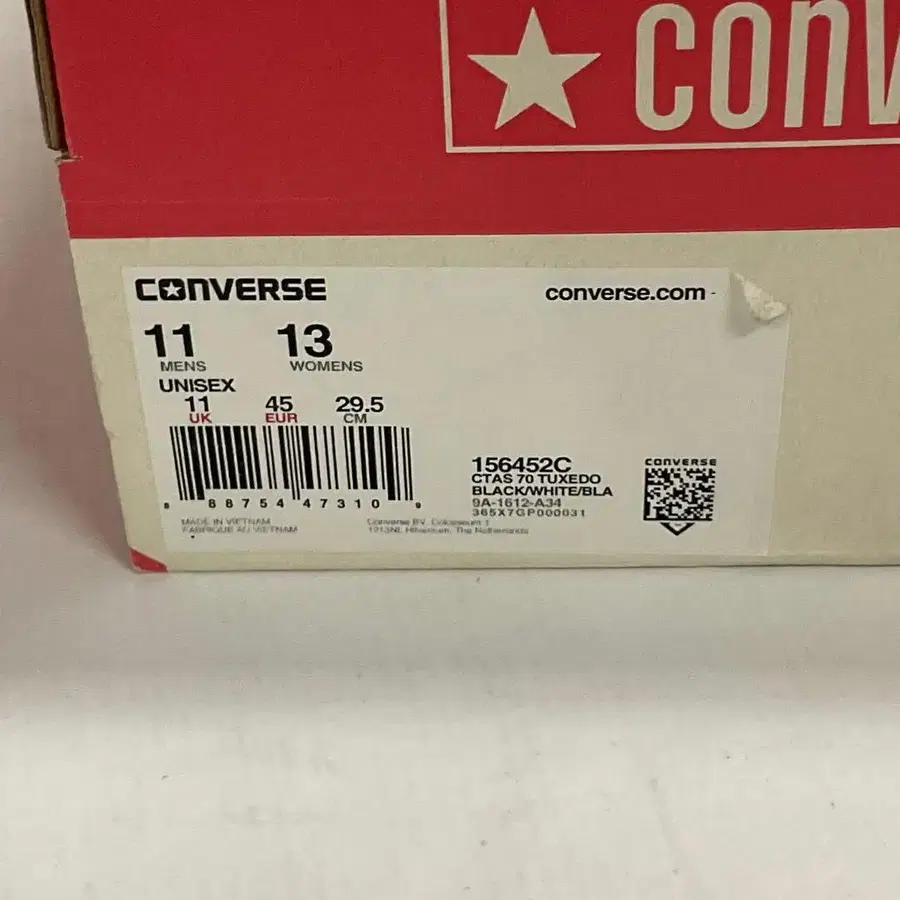 CONV
CONVERSE
converse.com
11 13
MENS WOMENS
UNISEX
11 45 29.5
UK EUR CM
8 88754 47310 9
156452C
CTAS 70 TUXEDO
BLACK/WHITE/BLA
9A-1612-A34
365X7GP000031
CONVERSE
MADE IN VIETNAM
FABRIQUE AU VIETNAM
Converse BV, Colosseum 1
1213NL Hilversum, The Netherlands